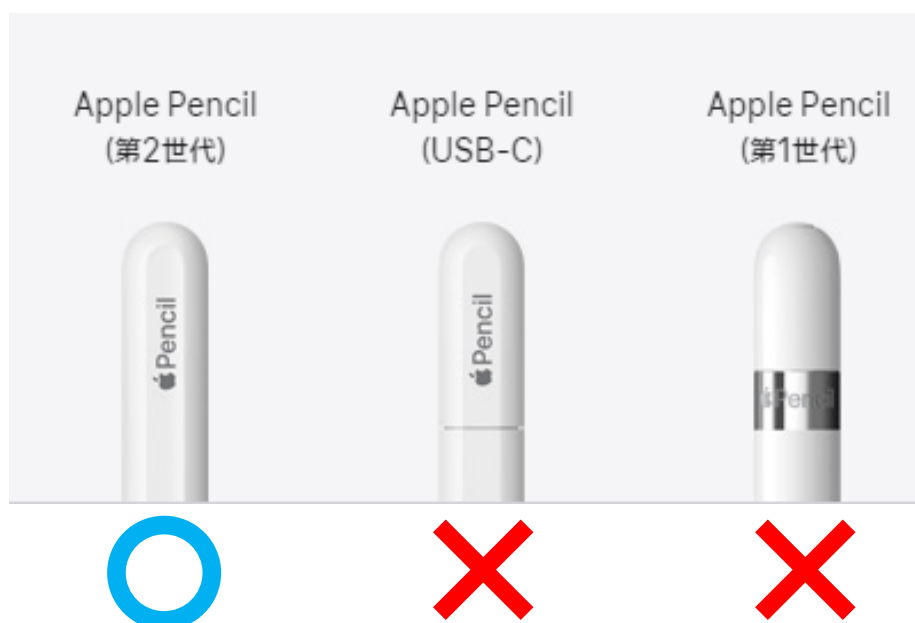 Apple Pencil
(第2世代)
Apple Pencil
(USB-C)
Apple Pencil
(第1世代)
Pencil
Pencil
Pencil